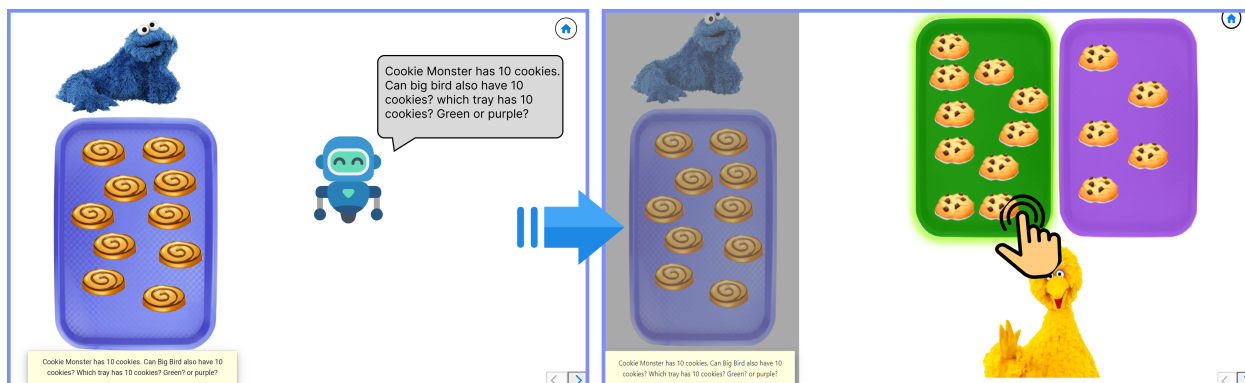 Cookie Monster has 10 cookies.
Can big bird also have 10
cookies? which tray has 10
cookies? Green or purple?
Cookie Monster has 10 cookies. Can Big Bird also have 10
cookies? Which tray has 10 cookies? Green? or purple?
Cookie Monster has 10 cookies. Can Big Bird also have 10
cookies? Which tray has 10 cookies? Green? or purple?